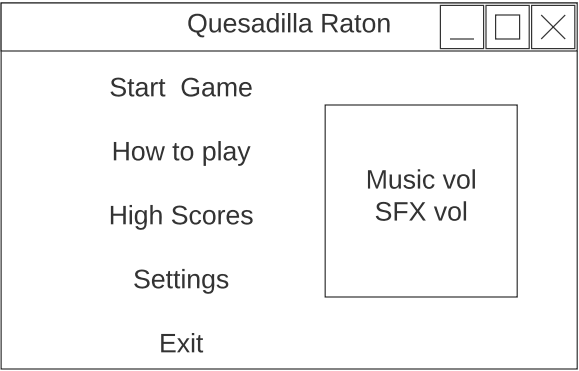 Quesadilla Raton
Start  Game
How to play
High Scores
Settings
Exit
Music vol
SFX vol